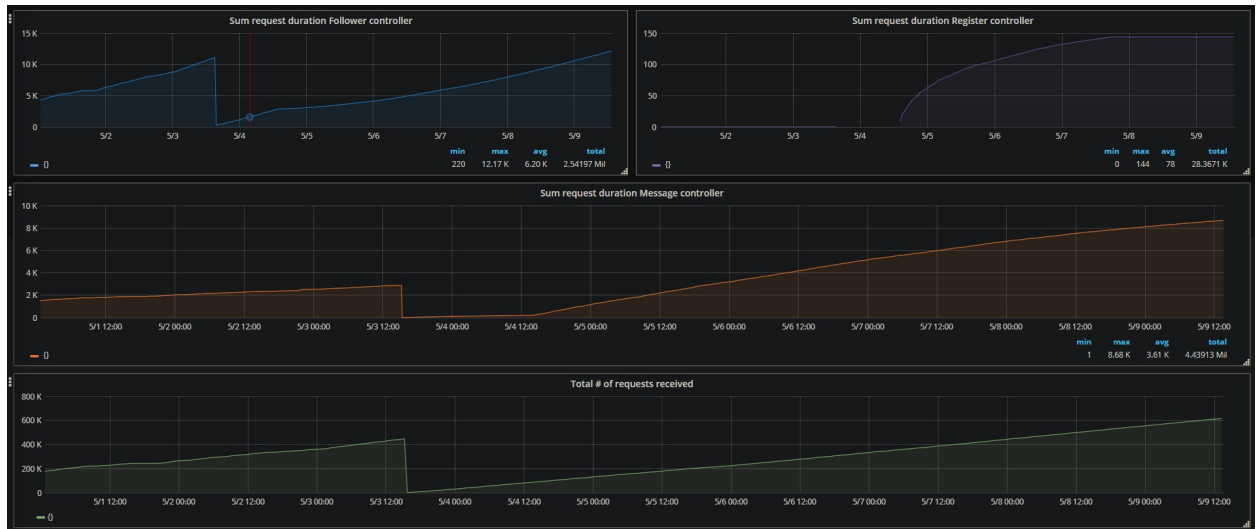 Sum request duration Follower controller
15 K
10 K
5 K
0
5/2 5/3 5/4 5/5 5/6 5/7 5/8 5/9
min max avg total
{} 220 12.17 K 6.20 K 2.54197 Mil
Sum request duration Register controller
150
100
50
0
5/2 5/3 5/4 5/5 5/6 5/7 5/8 5/9
min max avg total
{} 0 144 78 28.3671 K
Sum request duration Message controller
10 K
8 K
6 K
4 K
2 K
0
5/1 12:00 5/2 00:00 5/2 12:00 5/3 00:00 5/3 12:00 5/4 00:00 5/4 12:00 5/5 00:00 5/5 12:00 5/6 00:00 5/6 12:00 5/7 00:00 5/7 12:00 5/8 00:00 5/8 12:00 5/9 00:00 5/9 12:00
min max avg total
{} 1 8.68 K 3.61 K 4.43913 Mil
Total # of requests received
800 K
600 K
400 K
200 K
0
5/1 12:00 5/2 00:00 5/2 12:00 5/3 00:00 5/3 12:00 5/4 00:00 5/4 12:00 5/5 00:00 5/5 12:00 5/6 00:00 5/6 12:00 5/7 00:00 5/7 12:00 5/8 00:00 5/8 12:00 5/9 00:00 5/9 12:00
{}